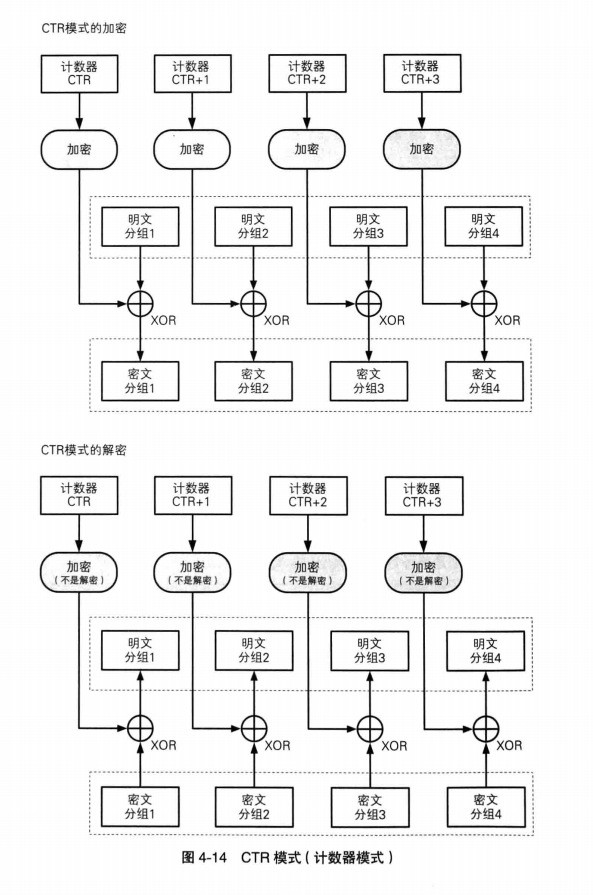 CTR模式的加密
计数器
CTR
计数器
CTR+1
计数器
CTR+2
计数器
CTR+3
加密
加密
加密
加密
明文
分组1
明文
分组2
明文
分组3
明文
分组4
XOR
XOR
XOR
XOR
密文
分组1
密文
分组2
密文
分组3
密文
分组4
CTR模式的解密
计数器
CTR
计数器
CTR+1
计数器
CTR+2
计数器
CTR+3
加密
(不是解密)
加密
(不是解密)
加密
(不是解密)
加密
(不是解密)
明文
分组1
明文
分组2
明文
分组3
明文
分组4
XOR
XOR
XOR
XOR
密文
分组1
密文
分组2
密文
分组3
密文
分组4
图 4-14 CTR 模式(计数器模式)